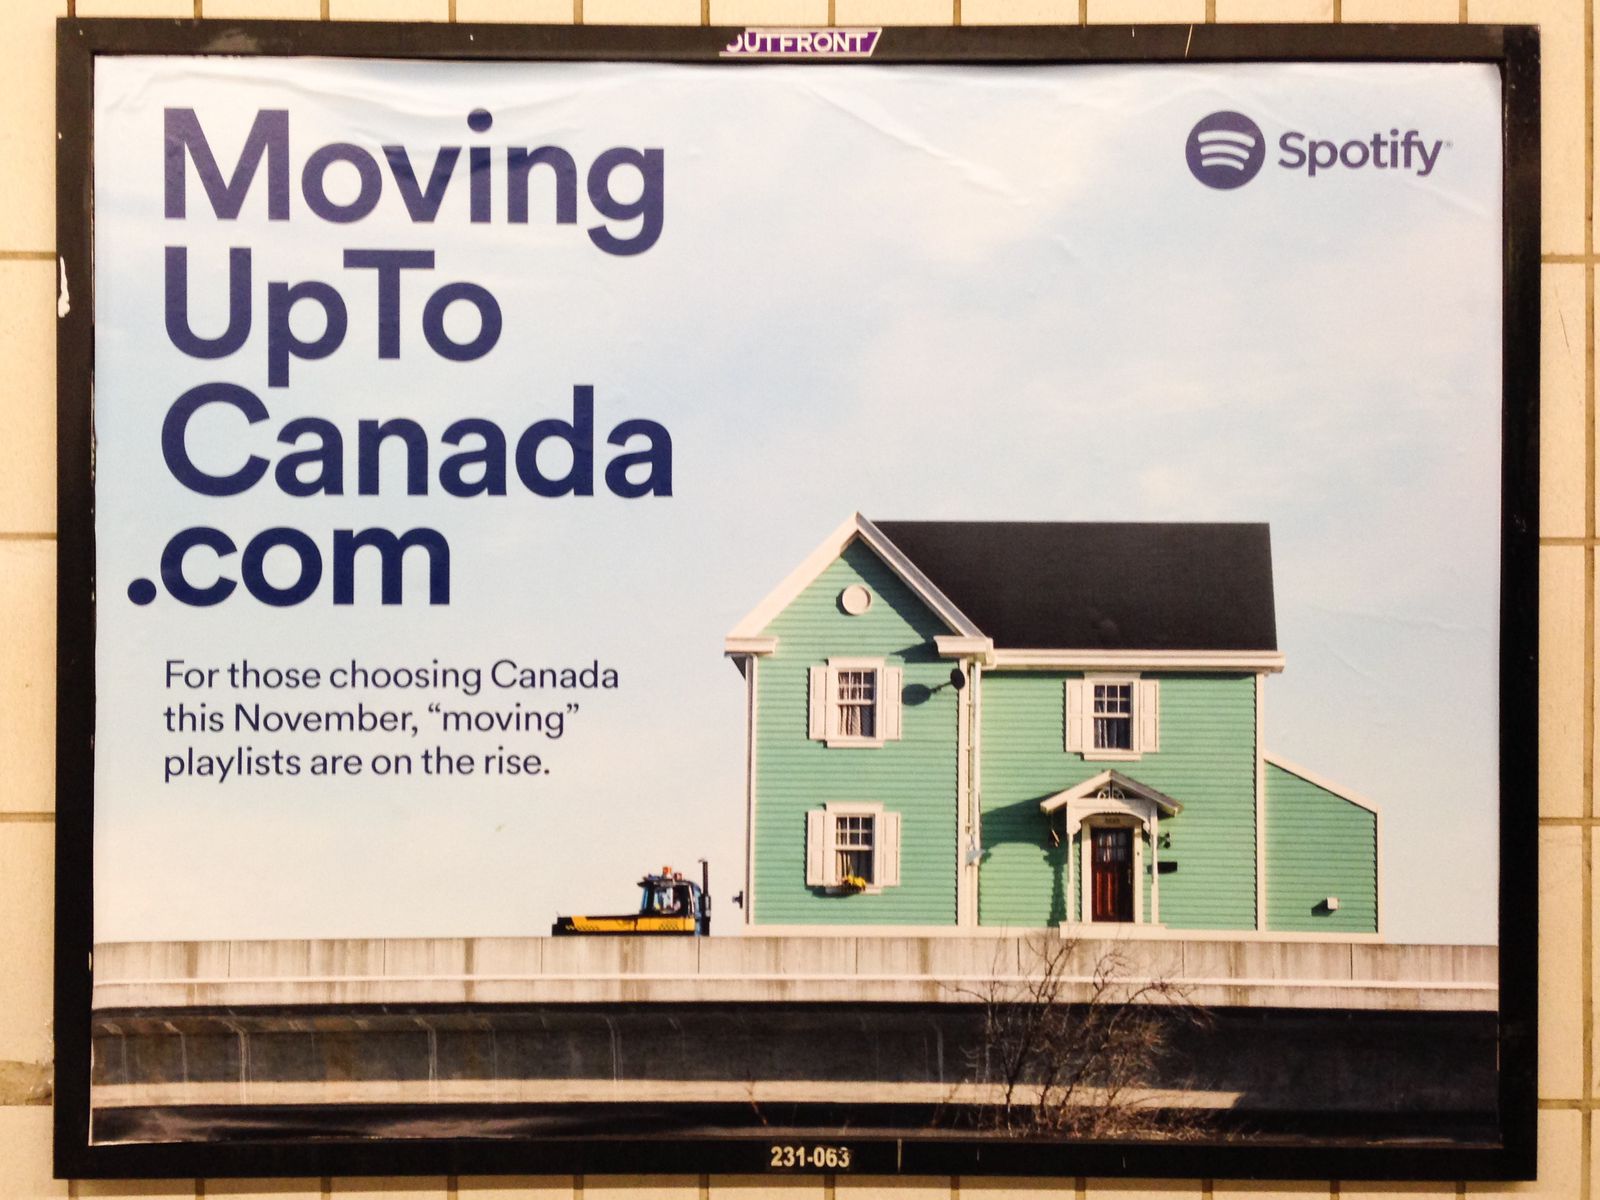 OUTFRONT
Moving
UpTo
Canada
.com
Spotify
For those choosing Canada
this November, “moving”
playlists are on the rise.
231-063